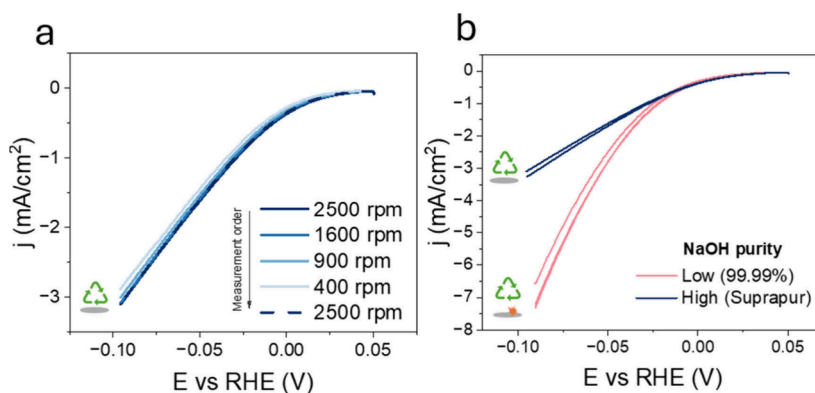 a
0
−1
−2
−3
j (mA/cm²)
−0.10
−0.05
0.00
0.05
E vs RHE (V)
Measurement order
2500 rpm
1600 rpm
900 rpm
400 rpm
2500 rpm
b
0
−1
−2
−3
−4
−5
−6
−7
−8
j (mA/cm²)
−0.10
−0.05
0.00
0.05
E vs RHE (V)
NaOH purity
Low (99.99%)
High (Suprapur)